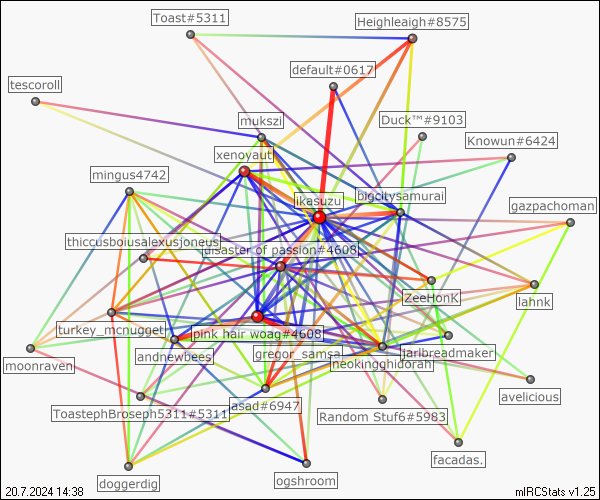 Toast#5311
Heighleaigh#8575
default#0617
tescoroll
mukszi
Duck™#9103
Knowun#6424
xenoyaut
mingus4742
ikasuzu
bigcitysamurai
gazpachoman
thiccusboiusalexusjoneus
disaster of passion#4608
ZeeHonK
lahnk
turkey_mcnugget
pink hair woag#4608
andnewbees
gregor_samsa
jaribreadmaker
neokingghidorah
moonraven
avelicious
asad#6947
ToastephBroseph5311#5311
Random Stuf6#5983
facadas.
doggerdig
ogshroom
20.7.2024 14:38
mIRCStats v1.25